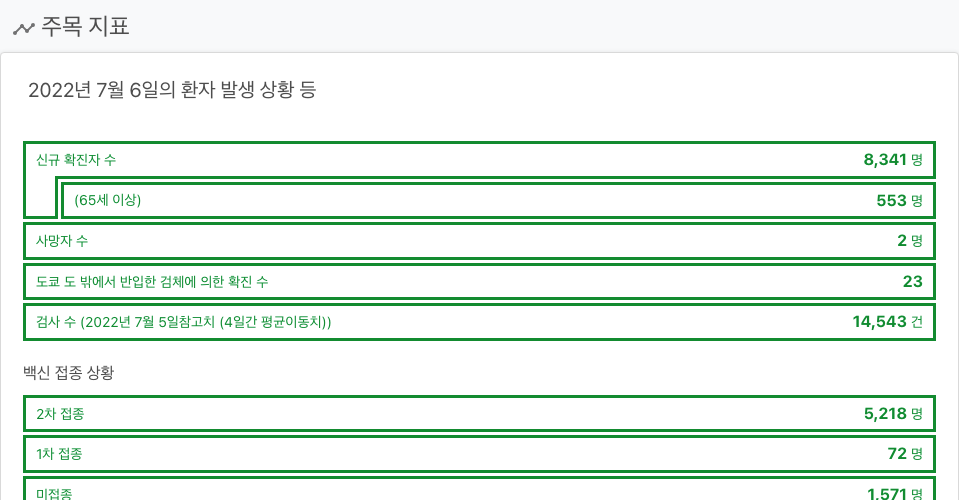 주목 지표
2022년 7월 6일의 환자 발생 상황 등
신규 확진자 수 8,341 명
(65세 이상) 553 명
사망자 수 2 명
도쿄 도 밖에서 반입한 검체에 의한 확진 수 23
검사 수 (2022년 7월 5일참고치 (4일간 평균이동치)) 14,543 건
백신 접종 상황
2차 접종 5,218 명
1차 접종 72 명
미접종 1,571 명